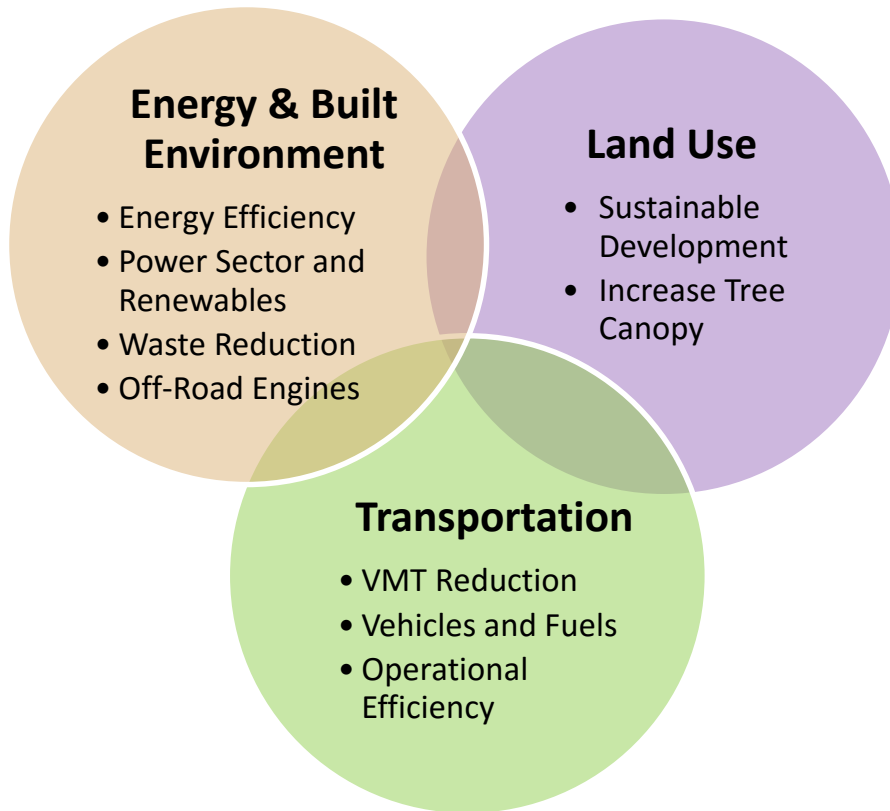 Energy & Built
Environment
• Energy Efficiency
• Power Sector and
Renewables
• Waste Reduction
• Off-Road Engines
Land Use
• Sustainable
Development
• Increase Tree
Canopy
Transportation
• VMT Reduction
• Vehicles and Fuels
• Operational
Efficiency